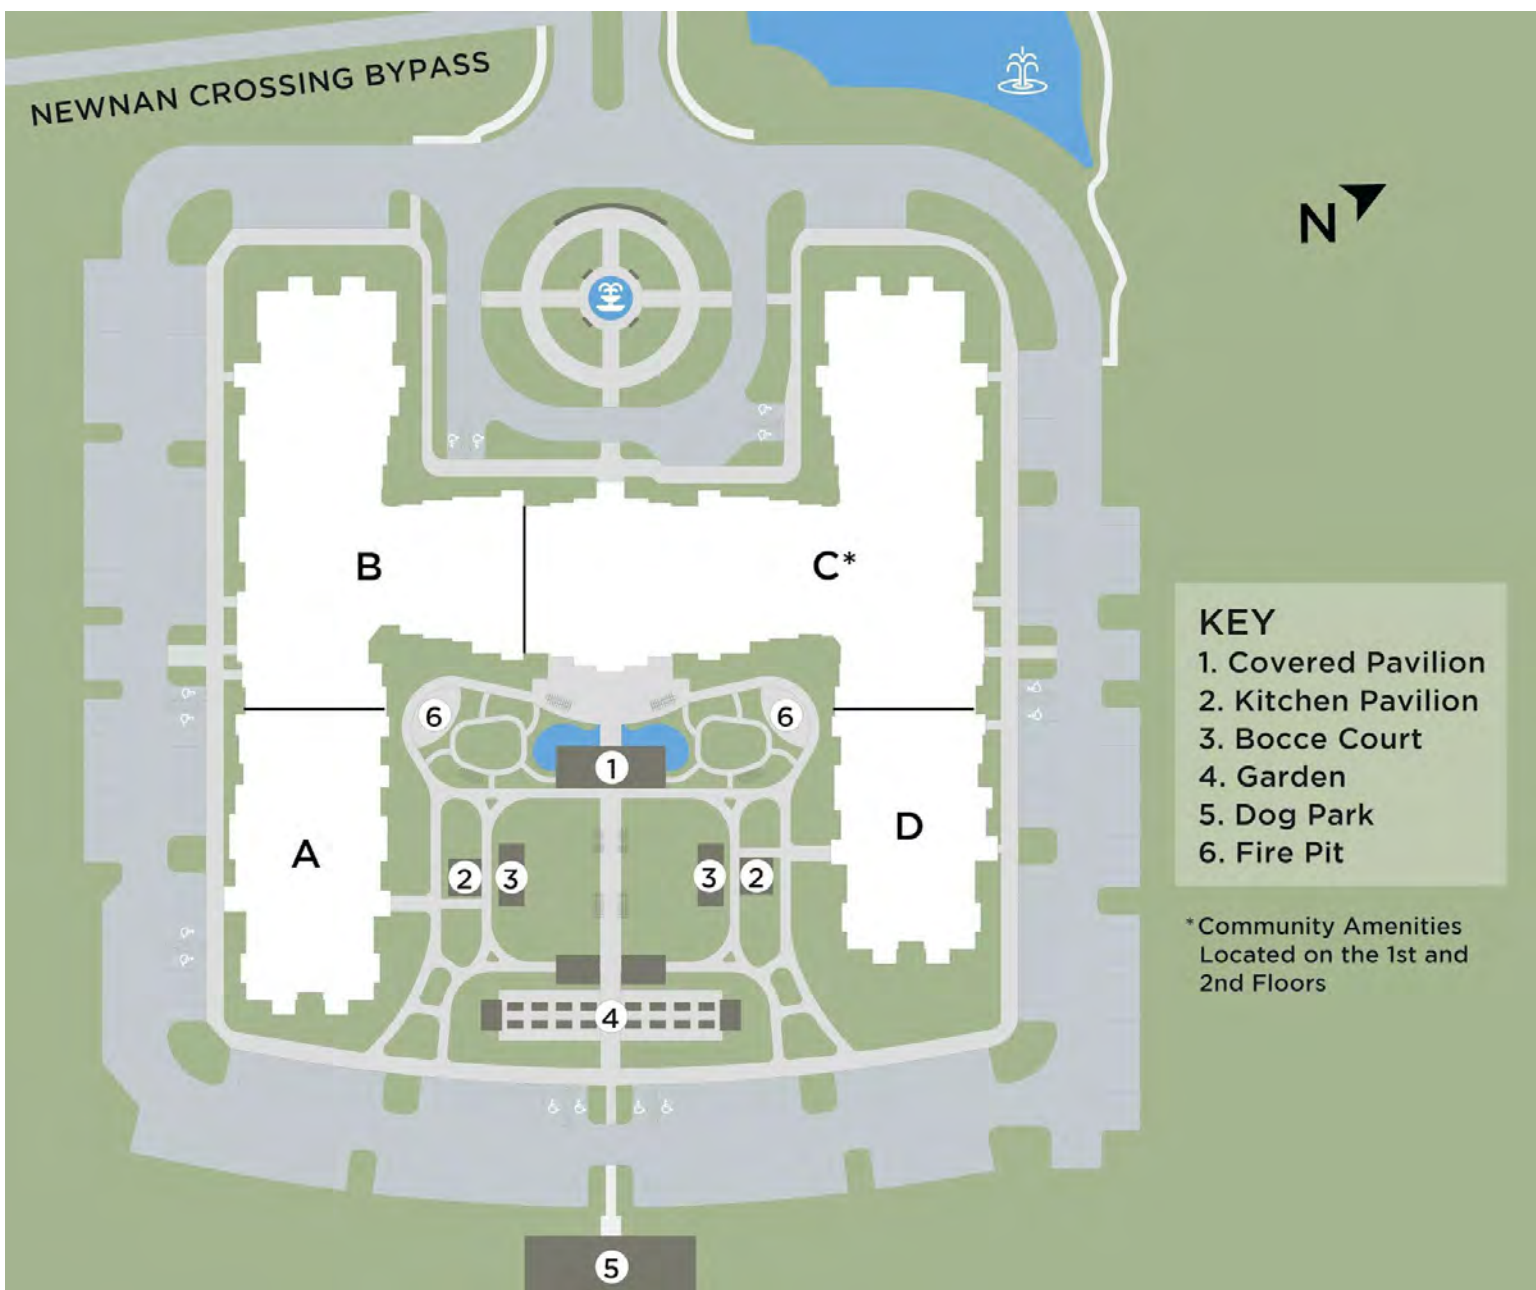 NEWNAN CROSSING BYPASS
N
B
C*
KEY
1. Covered Pavilion
2. Kitchen Pavilion
3. Bocce Court
4. Garden
5. Dog Park
6. Fire Pit
6
6
1
A
D
2
3
3
2
*Community Amenities
Located on the 1st and
2nd Floors
4
5